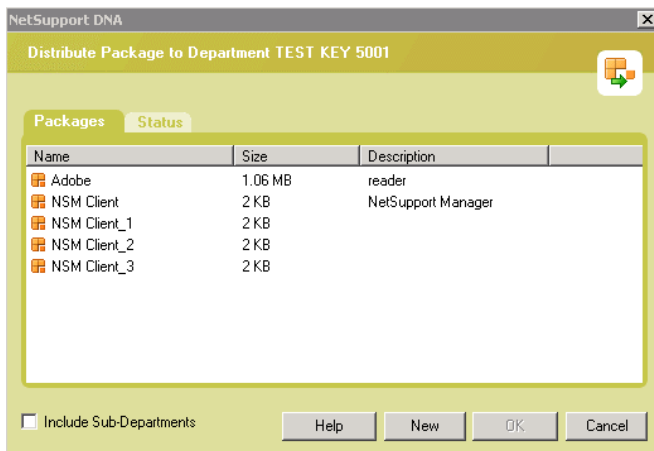 NetSupport DNA
Distribute Package to Department TEST KEY 5001
Packages Status
Name Size Description
Adobe 1.06 MB reader
NSM Client 2 KB NetSupport Manager
NSM Client_1 2 KB
NSM Client_2 2 KB
NSM Client_3 2 KB
Include Sub-Departments Help New OK Cancel